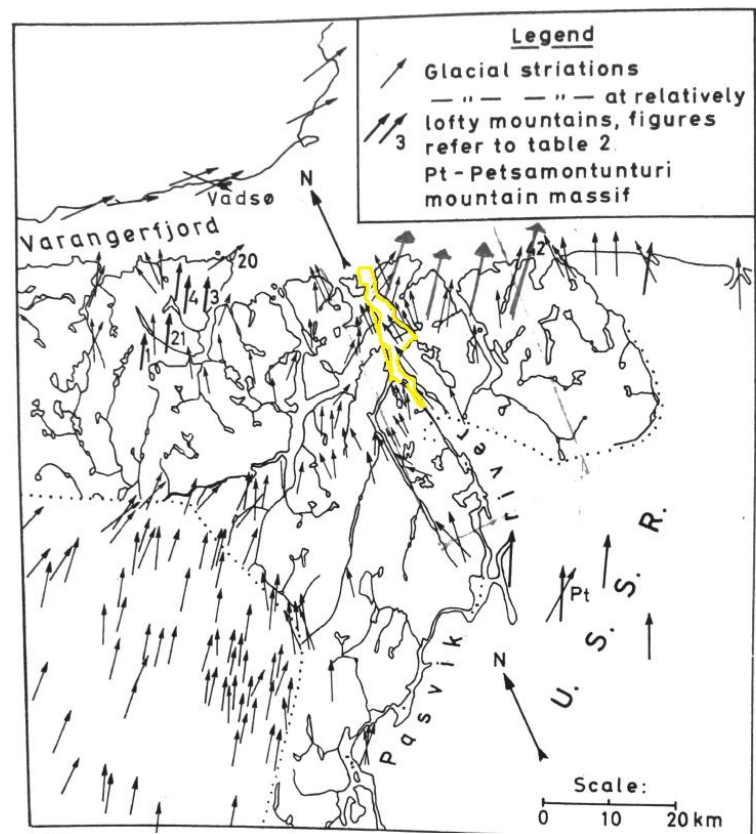 Legend
Glacial striations
— " — — " — at relatively
3 lofty mountains, figures
refer to table 2.
Pt - Petsamontunturi
mountain massif
N
Vadsø
Varangerfjord
20
2
4 3
1 21
river
Pasvik
U. S. S. R.
Pt
N
Scale:
0 10 20 km